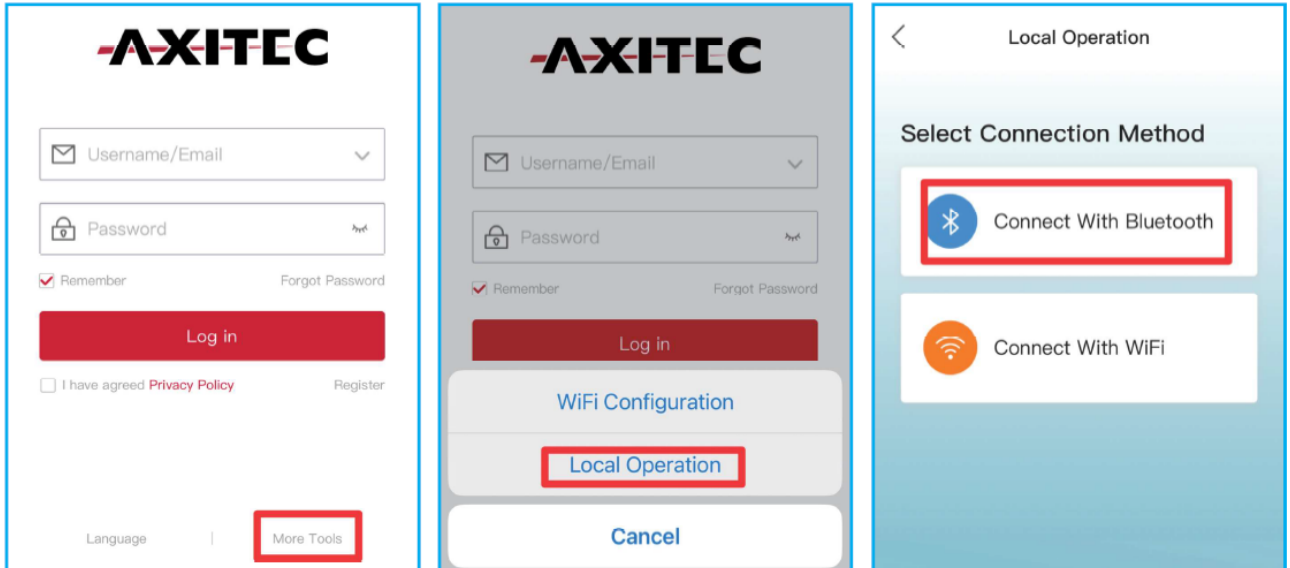 AXITEC
Username/Email
Password
Remember Forgot Password
Log in
I have agreed Privacy Policy Register
Language | More Tools
AXITEC
Username/Email
Password
Remember Forgot Password
Log in
WiFi Configuration
Local Operation
Cancel
Local Operation
Select Connection Method
Connect With Bluetooth
Connect With WiFi